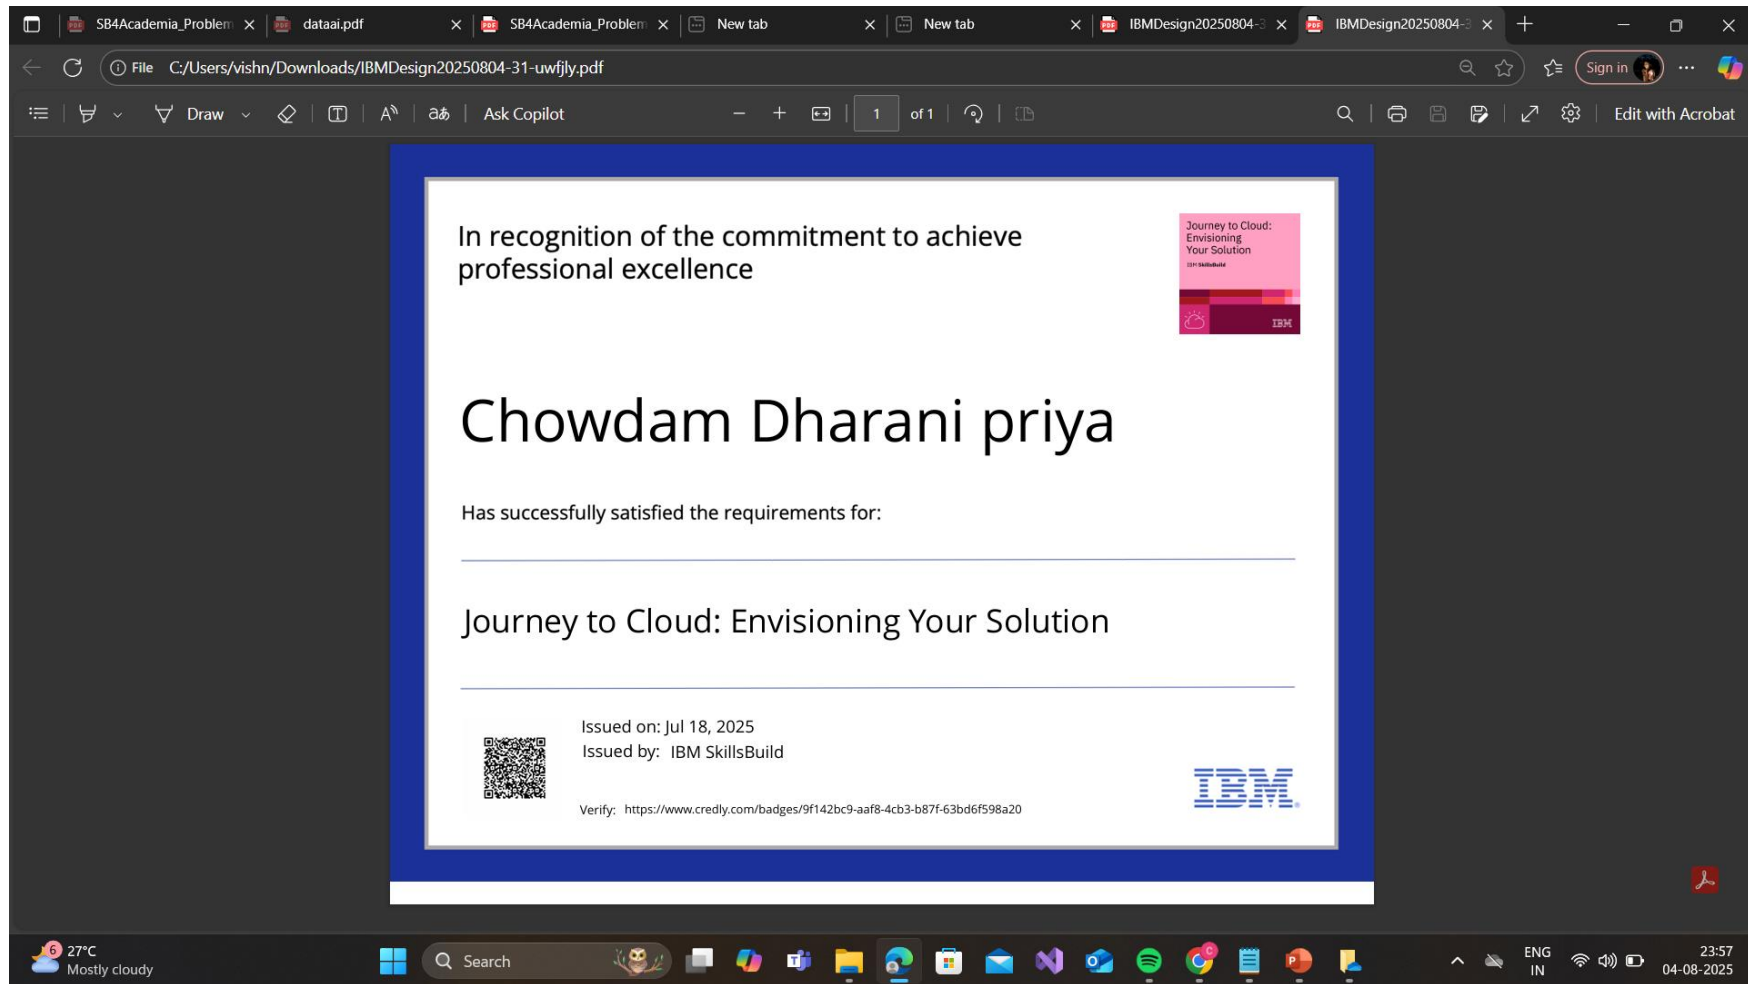 SB4Academia_Problem
dataai.pdf
SB4Academia_Problem
New tab
New tab
IBMDesign20250804-3
IBMDesign20250804-3
File C:/Users/vishn/Downloads/IBMDesign20250804-31-uwfjly.pdf
Sign in
Draw
Ask Copilot
1 of 1
Edit with Acrobat
In recognition of the commitment to achieve
professional excellence
Journey to Cloud:
Envisioning
Your Solution
IBM SkillsBuild
IBM
Chowdam Dharani priya
Has successfully satisfied the requirements for:
Journey to Cloud: Envisioning Your Solution
Issued on: Jul 18, 2025
Issued by: IBM SkillsBuild
Verify: https://www.credly.com/badges/9f142bc9-aaf8-4cb3-b87f-63bd6f598a20
IBM
6
27°C
Mostly cloudy
Search
ENG
IN
23:57
04-08-2025